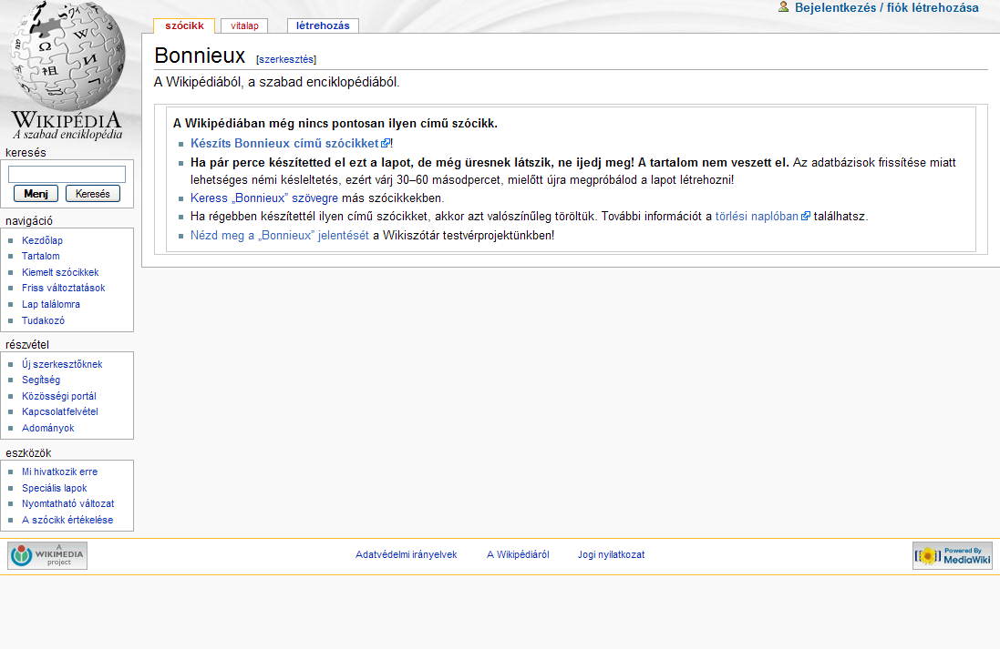 Bejelentkezés / fiók létrehozása
szócikk
vitalap
létrehozás
Bonnieux [szerkesztés]
A Wikipédiából, a szabad enciklopédiából.
A Wikipédiában még nincs pontosan ilyen című szócikk.
Készíts Bonnieux című szócikket!
Ha pár perce készítetted el ezt a lapot, de még üresnek látszik, ne ijedj meg! A tartalom nem veszett el. Az adatbázisok frissítése miatt
lehetséges némi késleltetés, ezért várj 30–60 másodpercet, mielőtt újra megpróbálod a lapot létrehozni!
Keress „Bonnieux” szövegre más szócikkekben.
Ha régebben készítettél ilyen című szócikket, akkor azt valószínűleg töröltük. További információt a törlési naplóban találhatsz.
Nézd meg a „Bonnieux” jelentését a Wikiszótár testvérprojektünkben!
Ω
W
И
祖
WIKIPÉDIA
A szabad enciklopédia
keresés
Menj
Keresés
navigáció
Kezdőlap
Tartalom
Kiemelt szócikkek
Friss változtatások
Lap találomra
Tudakozó
részvétel
Új szerkesztőknek
Segítség
Közösségi portál
Kapcsolatfelvétel
Adományok
eszközök
Mi hivatkozik erre
Speciális lapok
Nyomtatható változat
A szócikk értékelése
A
WIKIMEDIA
project
Adatvédelmi irányelvek
A Wikipédiáról
Jogi nyilatkozat
Powered By
MediaWiki